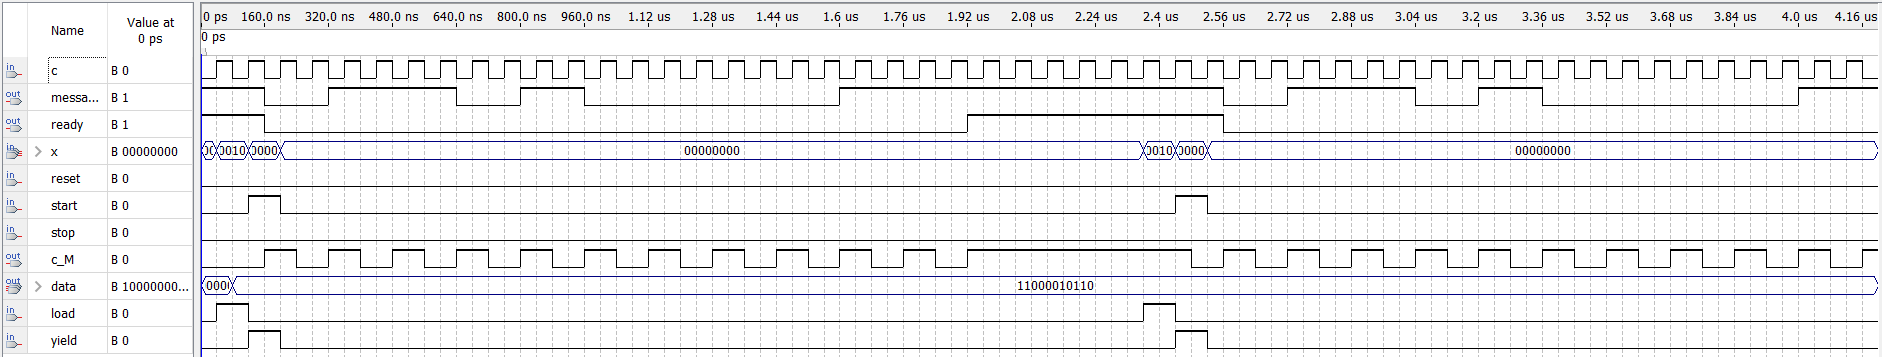 Name
Value at
0 ps
0 ps 160.0 ns 320.0 ns 480.0 ns 640.0 ns 800.0 ns 960.0 ns 1.12 us 1.28 us 1.44 us 1.6 us 1.76 us 1.92 us 2.08 us 2.24 us 2.4 us 2.56 us 2.72 us 2.88 us 3.04 us 3.2 us 3.36 us 3.52 us 3.68 us 3.84 us 4.0 us 4.16 us
0 ps
in c B 0
out messa... B 1
out ready B 1
in x B 00000000 0010 0000 00000000 0010 0000 00000000
in reset B 0
in start B 0
in stop B 0
out c_M B 0
out data B 10000000... 000 11000010110
in load B 0
in yield B 0